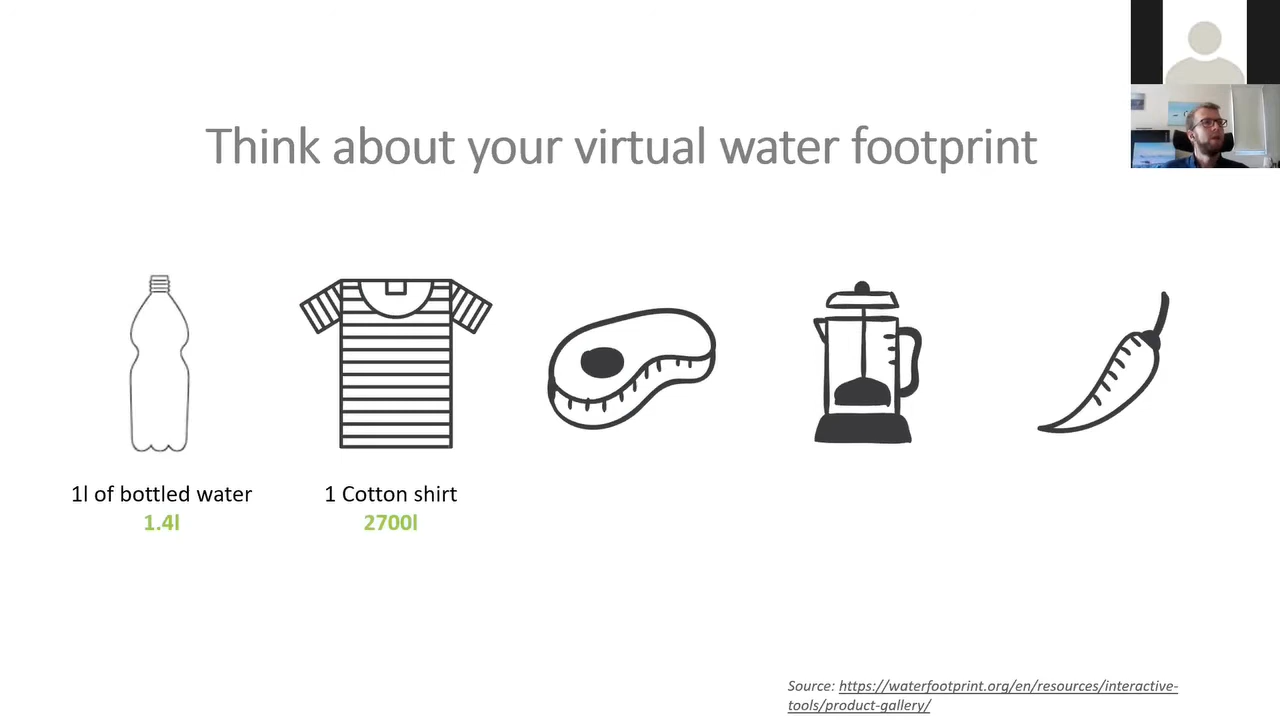 Think about your virtual water footprint
1l of bottled water
1.4l
1 Cotton shirt
2700l
Source: https://waterfootprint.org/en/resources/interactive-
tools/product-gallery/